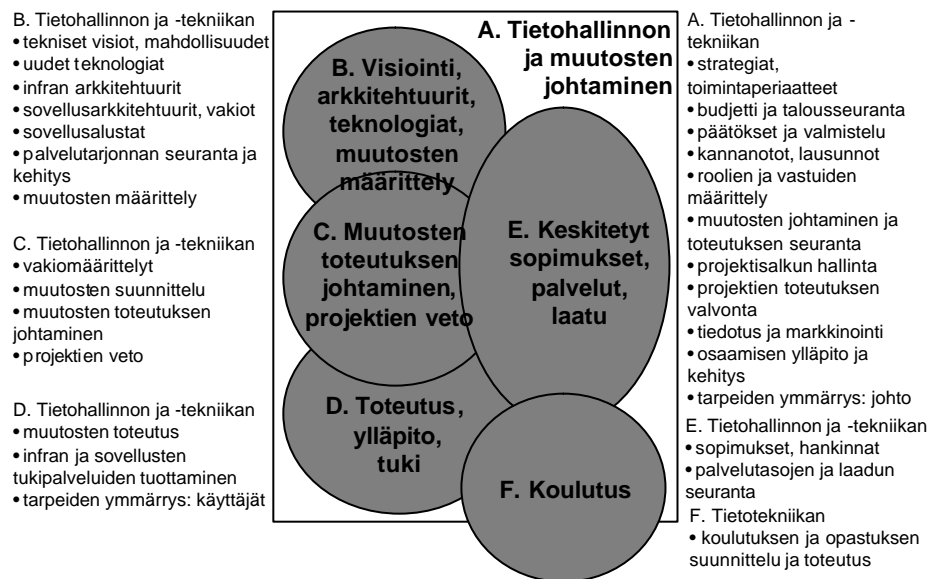 B. Tietohallinnon ja -tekniikan
• tekniset visiot, mahdollisuudet
• uudet teknologiat
• infran arkkitehtuurit
• sovellusarkkitehtuurit, vakiot
• sovellusalustat
• palvelutarjonnan seuranta ja
kehitys
• muutosten määrittely
C. Tietohallinnon ja -tekniikan
• vakiomäärittelyt
• muutosten suunnittelu
• muutosten toteutuksen
johtaminen
• projektien veto
D. Tietohallinnon ja -tekniikan
• muutosten toteutus
• infran ja sovellusten
tukipalveluiden tuottaminen
• tarpeiden ymmärrys: käyttäjät
A. Tietohallinnon
ja muutosten
johtaminen
B. Visiointi,
arkkitehtuurit,
teknologiat,
muutosten
määrittely
C. Muutosten
toteutuksen
johtaminen,
projektien veto
D. Toteutus,
ylläpito,
tuki
E. Keskitetyt
sopimukset,
palvelut,
laatu
F. Koulutus
A. Tietohallinnon ja -
tekniikan
• strategiat,
toimintaperiaatteet
• budjetti ja talousseuranta
• päätökset ja valmistelu
• kannanotot, lausunnot
• roolien ja vastuiden
määrittely
• muutosten johtaminen ja
toteutuksen seuranta
• projektisalkun hallinta
• projektien toteutuksen
valvonta
• tiedotus ja markkinointi
• osaamisen ylläpito ja
kehitys
• tarpeiden ymmärrys: johto
E. Tietohallinnon ja -tekniikan
• sopimukset, hankinnat
• palvelutasojen ja laadun
seuranta
F. Tietotekniikan
• koulutuksen ja opastuksen
suunnittelu ja toteutus